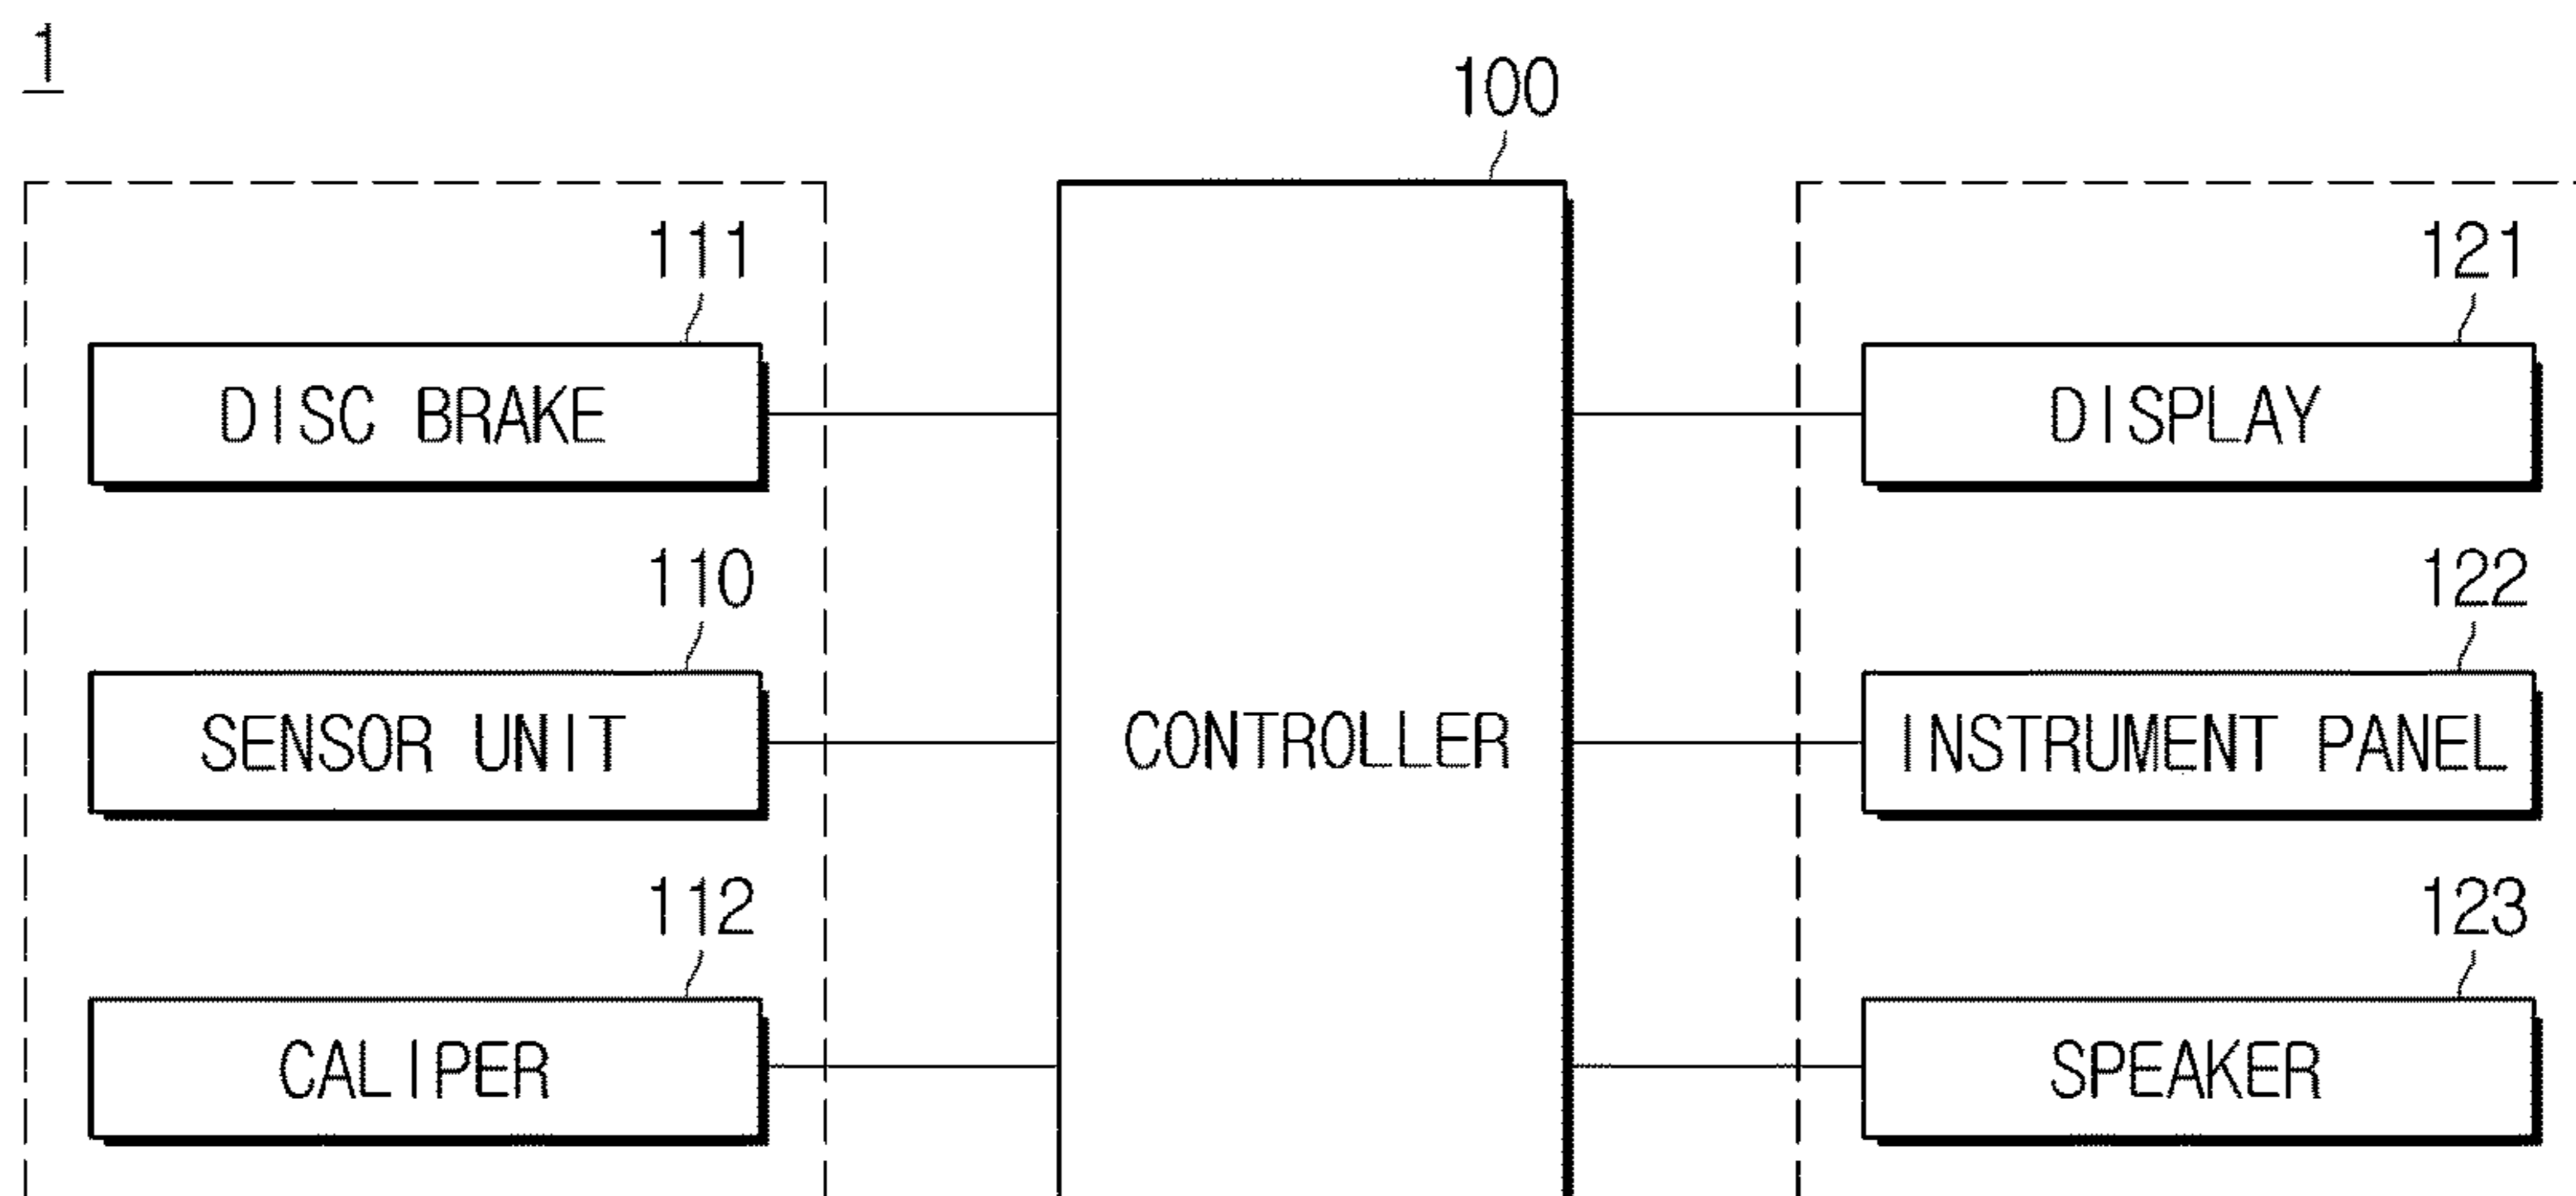 1
100
111
121
DISC BRAKE
DISPLAY
110
122
SENSOR UNIT
CONTROLLER
INSTRUMENT PANEL
112
123
CALIPER
SPEAKER